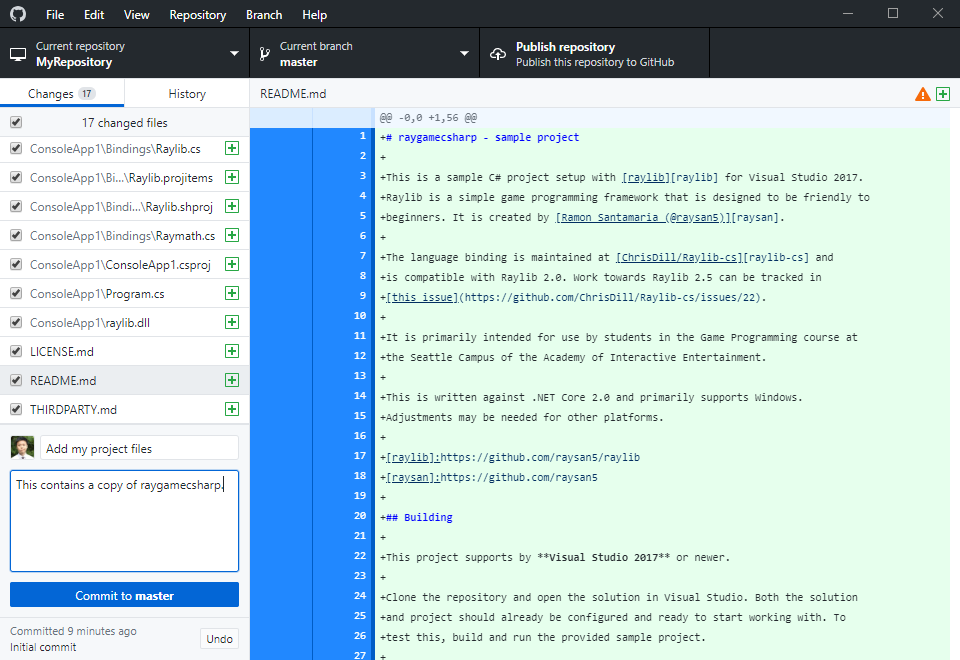 File Edit View Repository Branch Help
Current repository
MyRepository
Current branch
master
Publish repository
Publish this repository to GitHub
Changes 17
History
17 changed files
ConsoleApp1\Bindings\Raylib.cs
ConsoleApp1\Bi...\Raylib.projitems
ConsoleApp1\Bindi...\Raylib.shproj
ConsoleApp1\Bindings\Raymath.cs
ConsoleApp1\ConsoleApp1.csproj
ConsoleApp1\Program.cs
ConsoleApp1\raylib.dll
LICENSE.md
README.md
THIRDPARTY.md
Add my project files
This contains a copy of raygamecsharp.
Commit to master
Committed 9 minutes ago
Initial commit
Undo
README.md
@@ -0,0 +1,56 @@
1 +# raygamecsharp - sample project
2 +
3 +This is a sample C# project setup with [raylib][raylib] for Visual Studio 2017.
4 +Raylib is a simple game programming framework that is designed to be friendly to
5 +beginners. It is created by [Ramon Santamaria (@raysan5)][raysan].
6 +
7 +The language binding is maintained at [ChrisDill/Raylib-cs][raylib-cs] and
8 +is compatible with Raylib 2.0. Work towards Raylib 2.5 can be tracked in
9 +[this issue](https://github.com/ChrisDill/Raylib-cs/issues/22).
10 +
11 +It is primarily intended for use by students in the Game Programming course at
12 +the Seattle Campus of the Academy of Interactive Entertainment.
13 +
14 +This is written against .NET Core 2.0 and primarily supports Windows.
15 +Adjustments may be needed for other platforms.
16 +
17 +[raylib]:https://github.com/raysan5/raylib
18 +[raysan]:https://github.com/raysan5
19 +
20 +## Building
21 +
22 +This project supports by **Visual Studio 2017** or newer.
23 +
24 +Clone the repository and open the solution in Visual Studio. Both the solution
25 +and project should already be configured and ready to start working with. To
26 +test this, build and run the provided sample project.
27 +